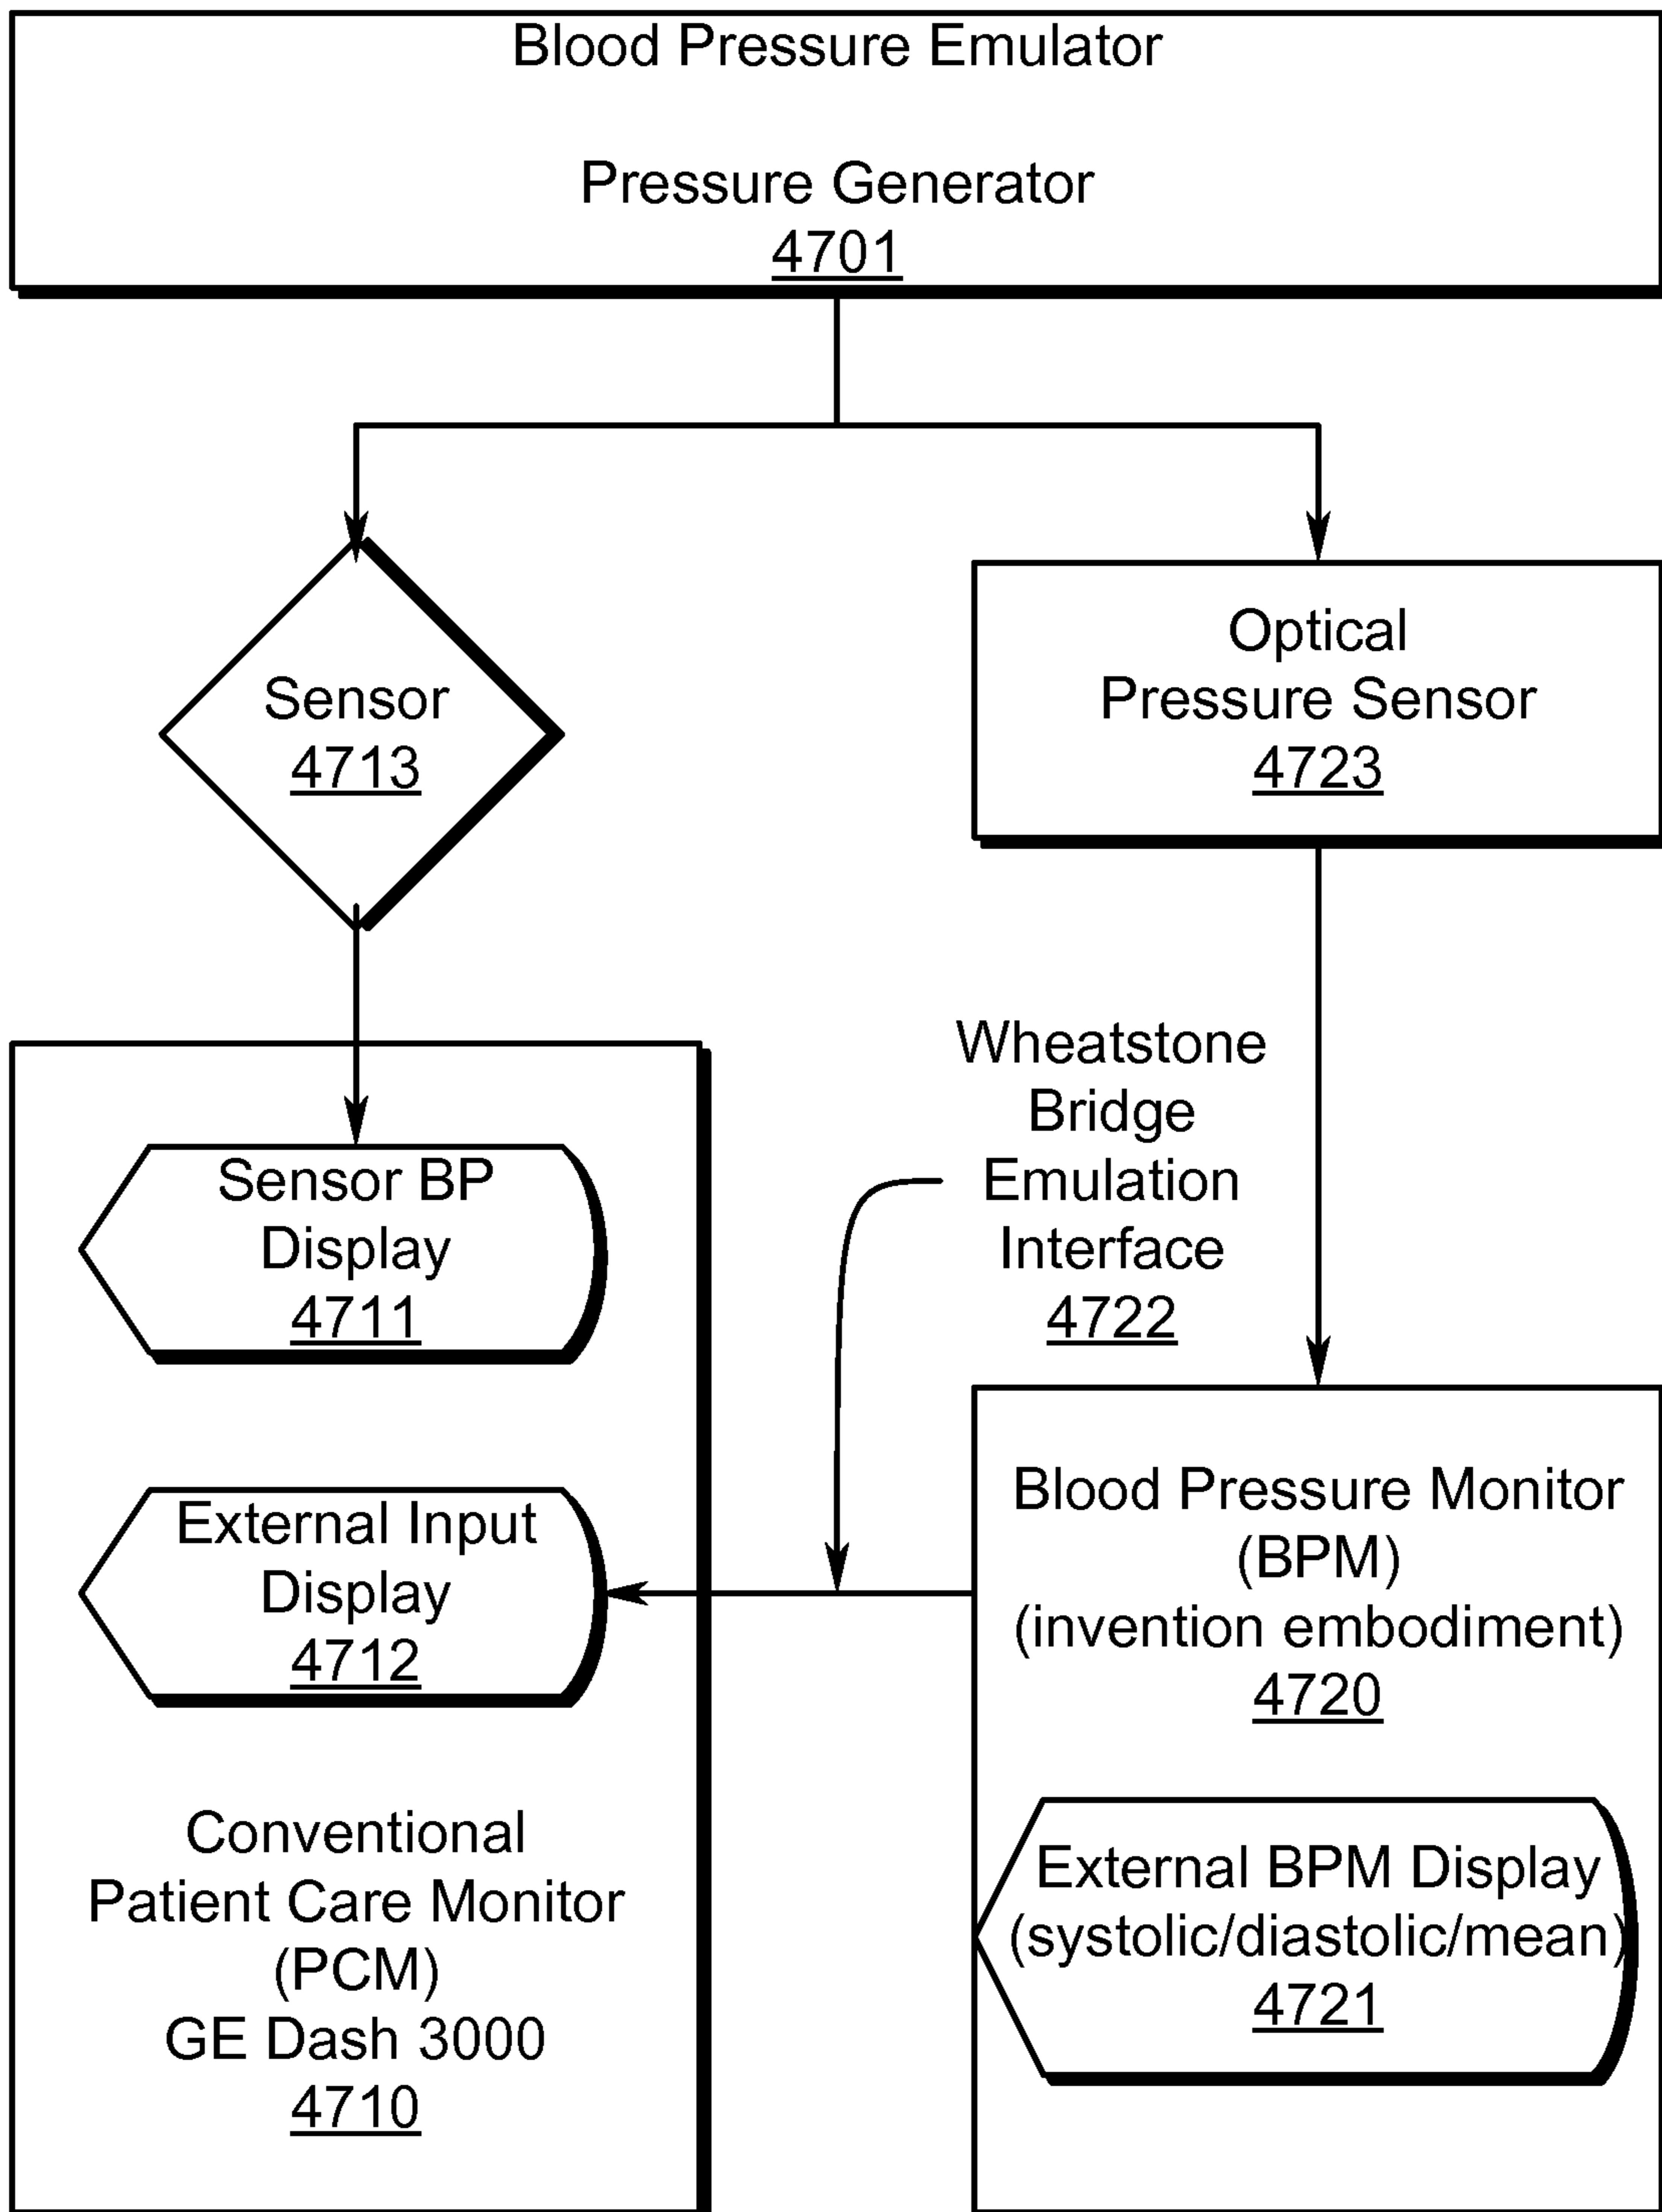 Blood Pressure Emulator
Pressure Generator
4701
Sensor
4713
Optical
Pressure Sensor
4723
Sensor BP
Display
4711
Wheatstone
Bridge
Emulation
Interface
4722
External Input
Display
4712
Conventional
Patient Care Monitor
(PCM)
GE Dash 3000
4710
Blood Pressure Monitor
(BPM)
(invention embodiment)
4720
External BPM Display
(systolic/diastolic/mean)
4721